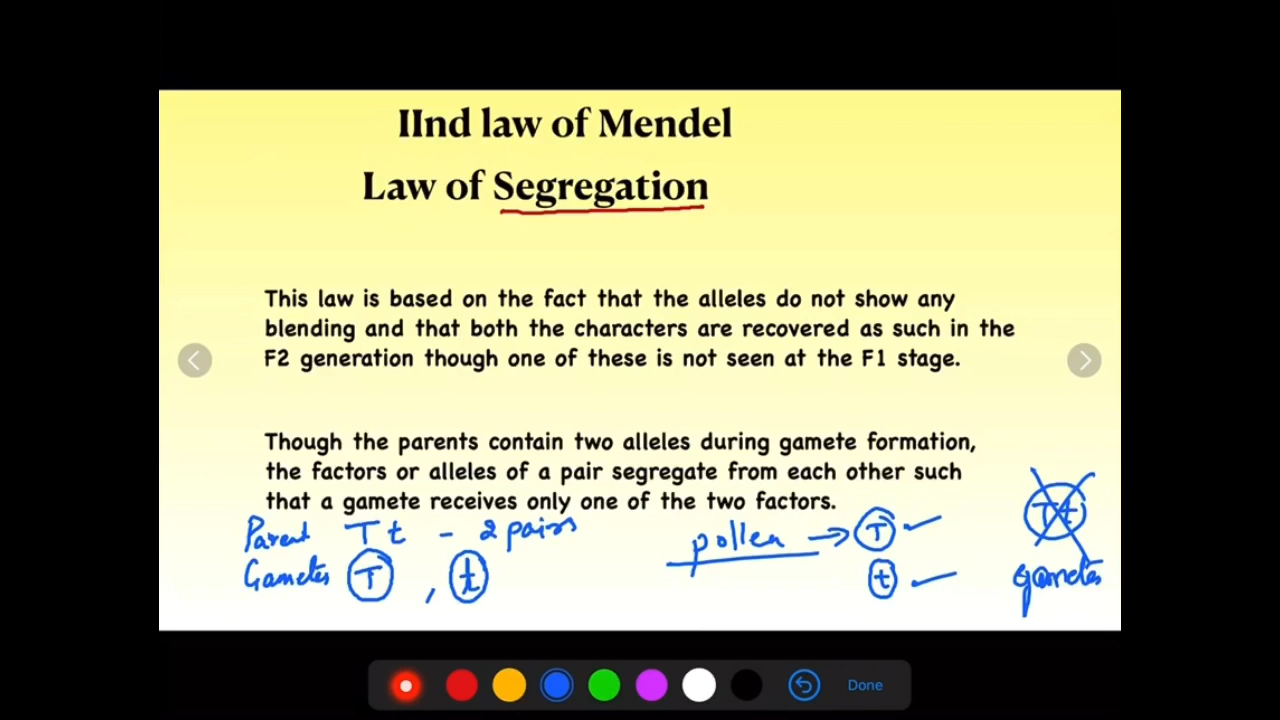 IInd law of Mendel
Law of Segregation
This law is based on the fact that the alleles do not show any
blending and that both the characters are recovered as such in the
F2 generation though one of these is not seen at the F1 stage.
Though the parents contain two alleles during gamete formation,
the factors or alleles of a pair segregate from each other such
that a gamete receives only one of the two factors.
Parent Tt - 2 pairs
Gametes T , t
pollen → T ✓
t ✓
Tt
gametes
Done